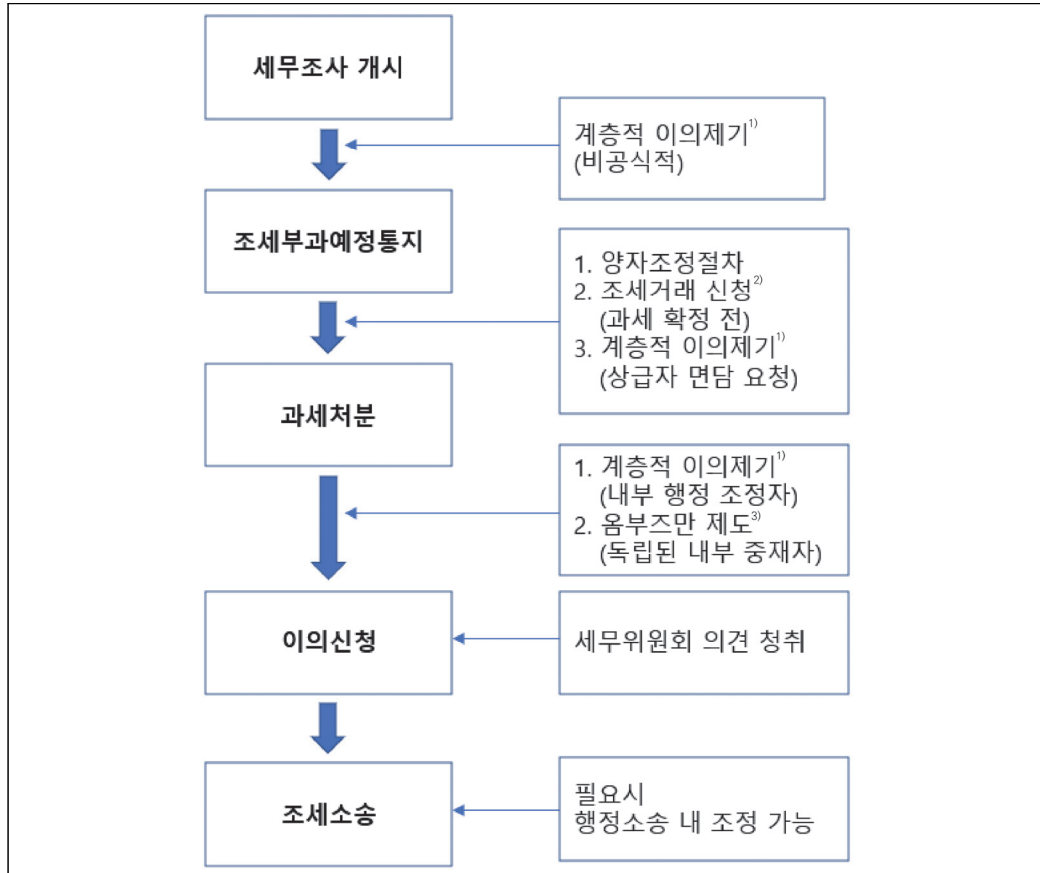 세무조사 개시
계층적 이의제기1)
(비공식적)
조세부과예정통지
1. 양자조정절차
2. 조세거래 신청2)
(과세 확정 전)
3. 계층적 이의제기1)
(상급자 면담 요청)
과세처분
1. 계층적 이의제기1)
(내부 행정 조정자)
2. 옴부즈만 제도3)
(독립된 내부 중재자)
이의신청
세무위원회 의견 청취
조세소송
필요시
행정소송 내 조정 가능